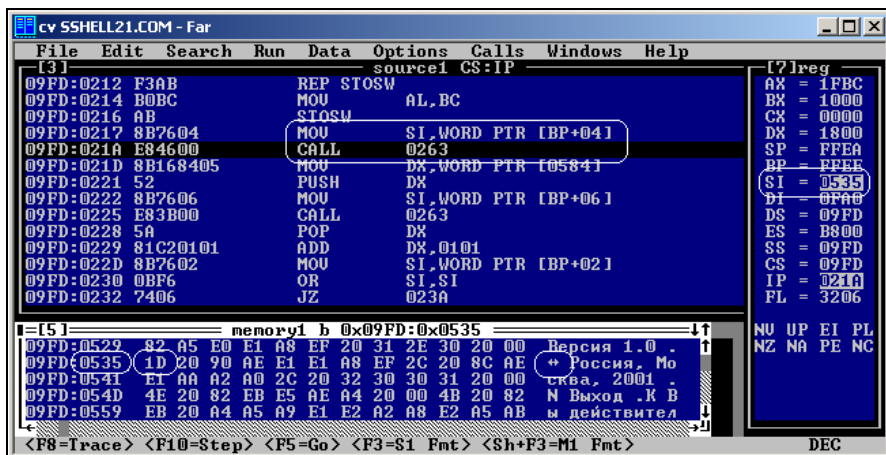 cv SSHELL21.COM - Far
File Edit Search Run Data Options Calls Windows Help
[3] source1 CS:IP [7]reg
09FD:0212 F3AB REP STOSW
09FD:0214 B0BC MOV AL,BC
09FD:0216 AB STOSW
09FD:0217 8B7604 MOV SI,WORD PTR [BP+04]
09FD:021A E84600 CALL 0263
09FD:021D 8B168405 MOV DX,WORD PTR [0584]
09FD:0221 52 PUSH DX
09FD:0222 8B7606 MOV SI,WORD PTR [BP+06]
09FD:0225 E83B00 CALL 0263
09FD:0228 5A POP DX
09FD:0229 81C20101 ADD DX,0101
09FD:022D 8B7602 MOV SI,WORD PTR [BP+02]
09FD:0230 0BF6 OR SI,SI
09FD:0232 7406 JZ 023A
AX = 1FBC
BX = 1000
CX = 0000
DX = 1800
SP = FFEA
BP = FFEE
SI = 0535
DI = 0FA0
DS = 09FD
ES = B800
SS = 09FD
CS = 09FD
IP = 021A
FL = 3206
NV UP EI PL
NZ NA PE NC
[5] memory1 b 0x09FD:0x0535
09FD:0529 82 A5 E0 E1 A8 EF 20 31 2E 30 20 00 Версия 1.0 .
09FD:0535 1D 20 90 AE E1 E1 A8 EF 2C 20 8C AE ↔ Россия, Мо
09FD:0541 E1 AA A2 A0 2C 20 32 30 30 31 20 00 сква, 2001 .
09FD:054D 4E 20 82 EB E5 AE A4 20 00 4B 20 82 N Выход .K В
09FD:0559 EB 20 A4 A5 A9 E1 E2 A2 A8 E2 A5 AB ы действител
<F8=Trace> <F10=Step> <F5=Go> <F3=S1 Fmt> <Sh+F3=M1 Fmt> DEC